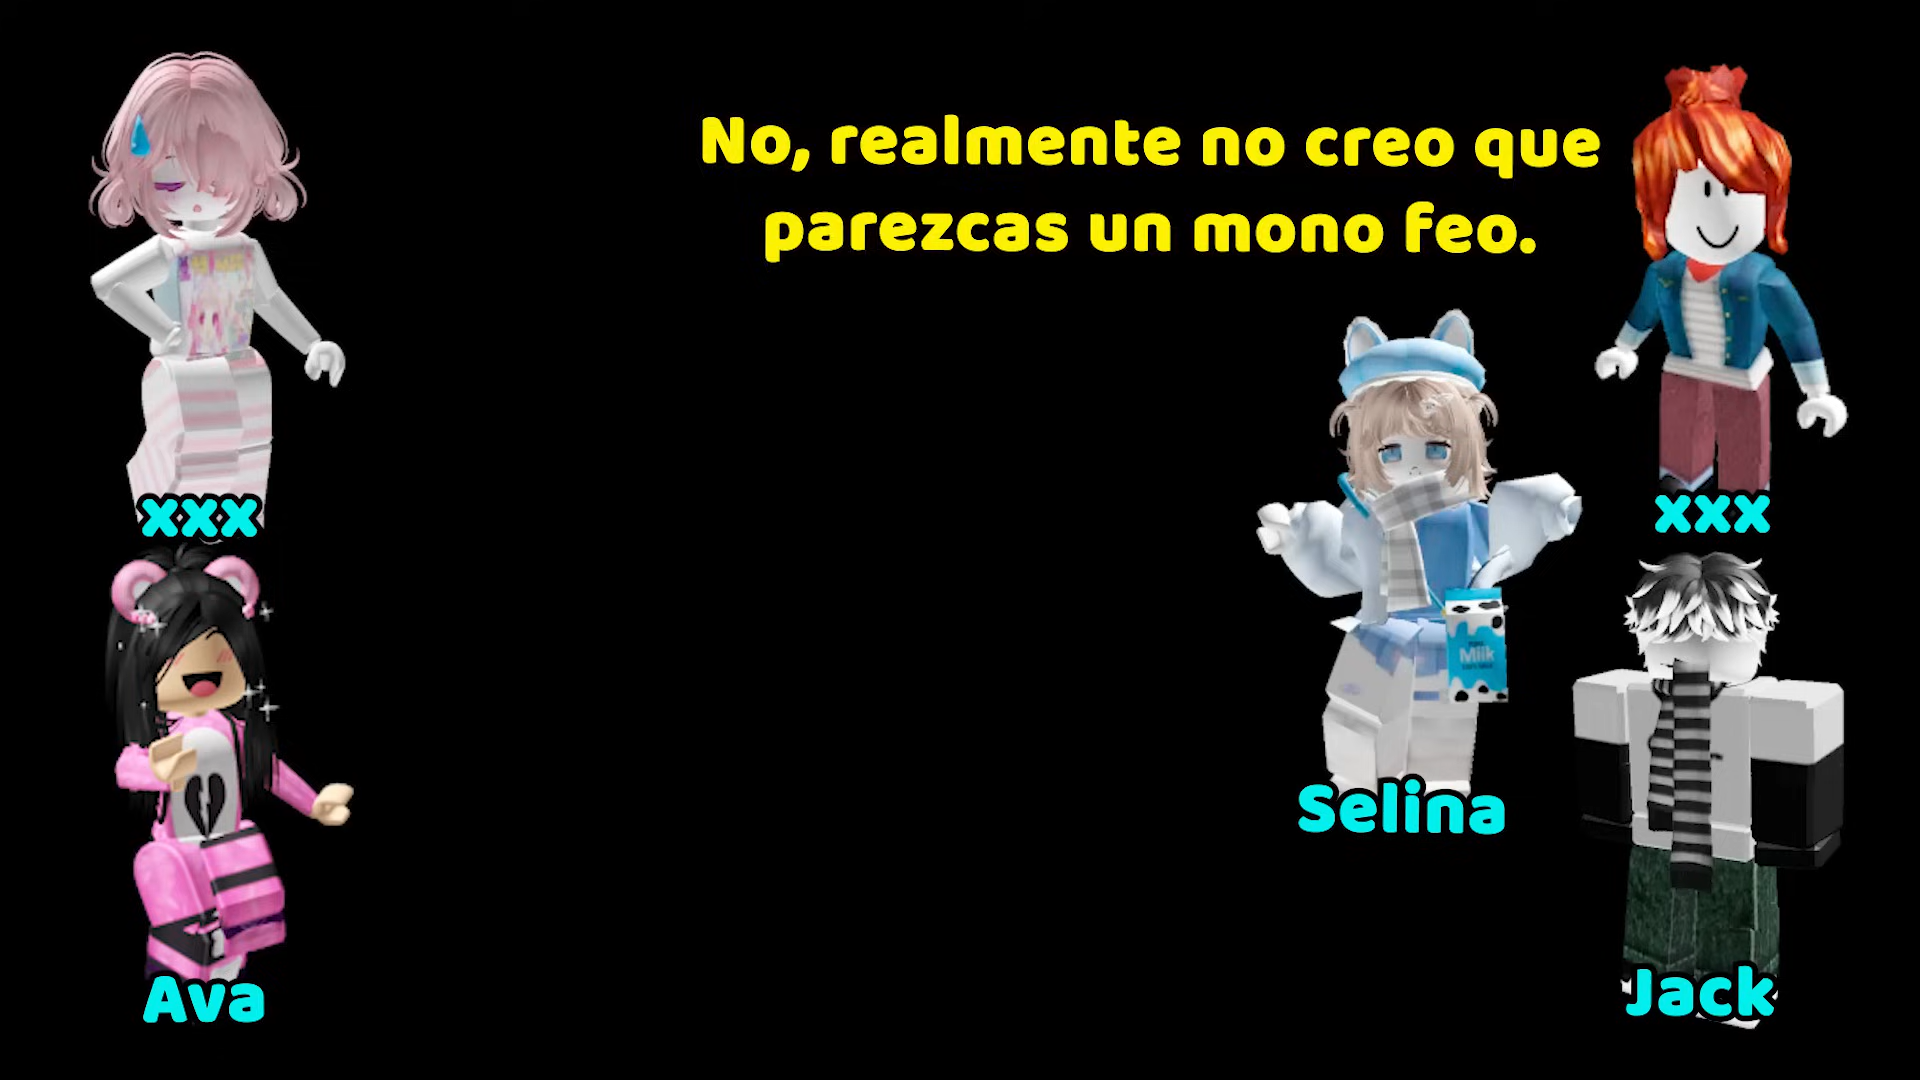 No, realmente no creo que
parezcas un mono feo.
xxx
xxx
Milk
Selina
Ava
Jack